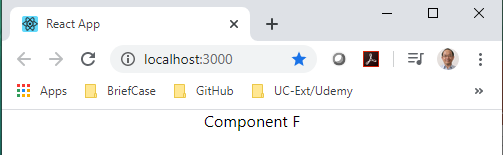 React App
localhost:3000
Apps BriefCase GitHub UC-Ext/Udemy
Component F